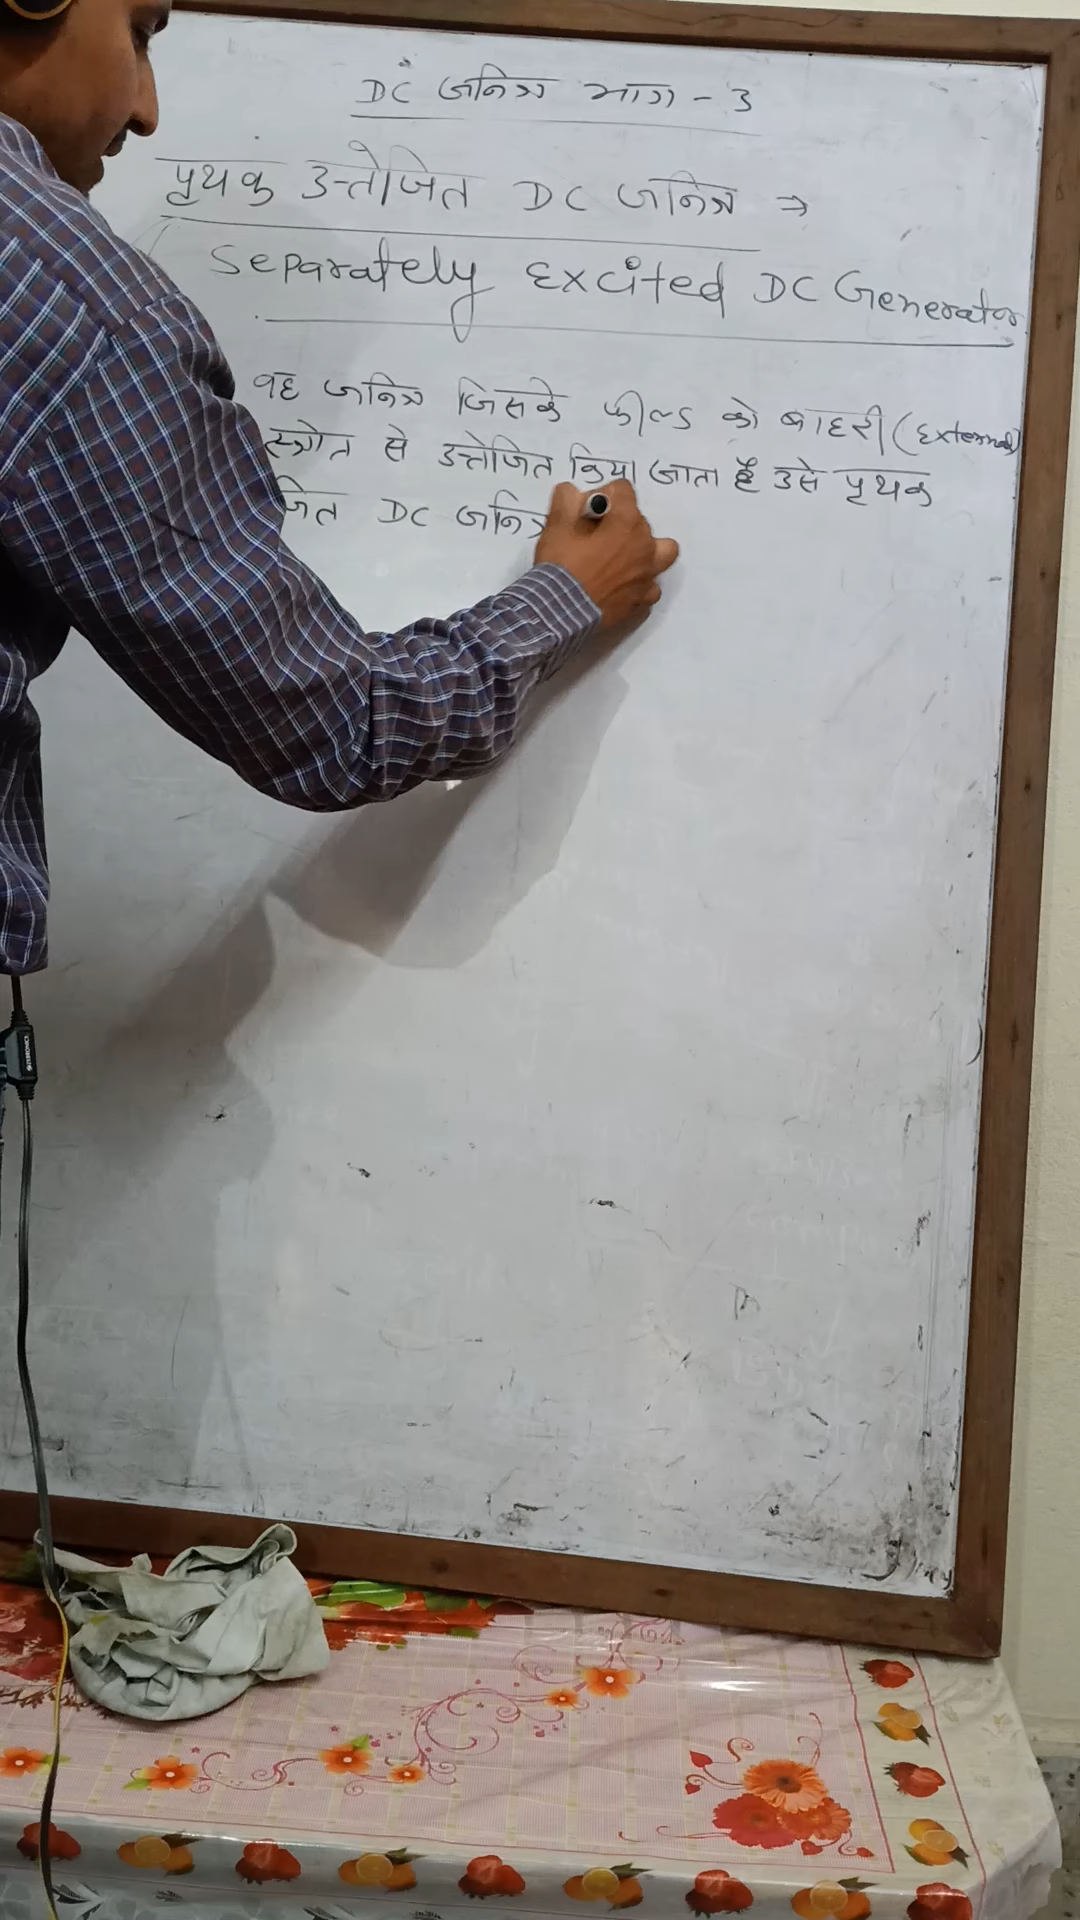 DC जनित्र भाग - 3
पृथक उत्तेजित DC जनित्र ⇒
Separately Excited DC Generator
वह जनित्र जिसके फील्ड को बाहरी (External)
स्त्रोत से उत्तेजित किया जाता है उसे पृथक
जित DC जनित्र